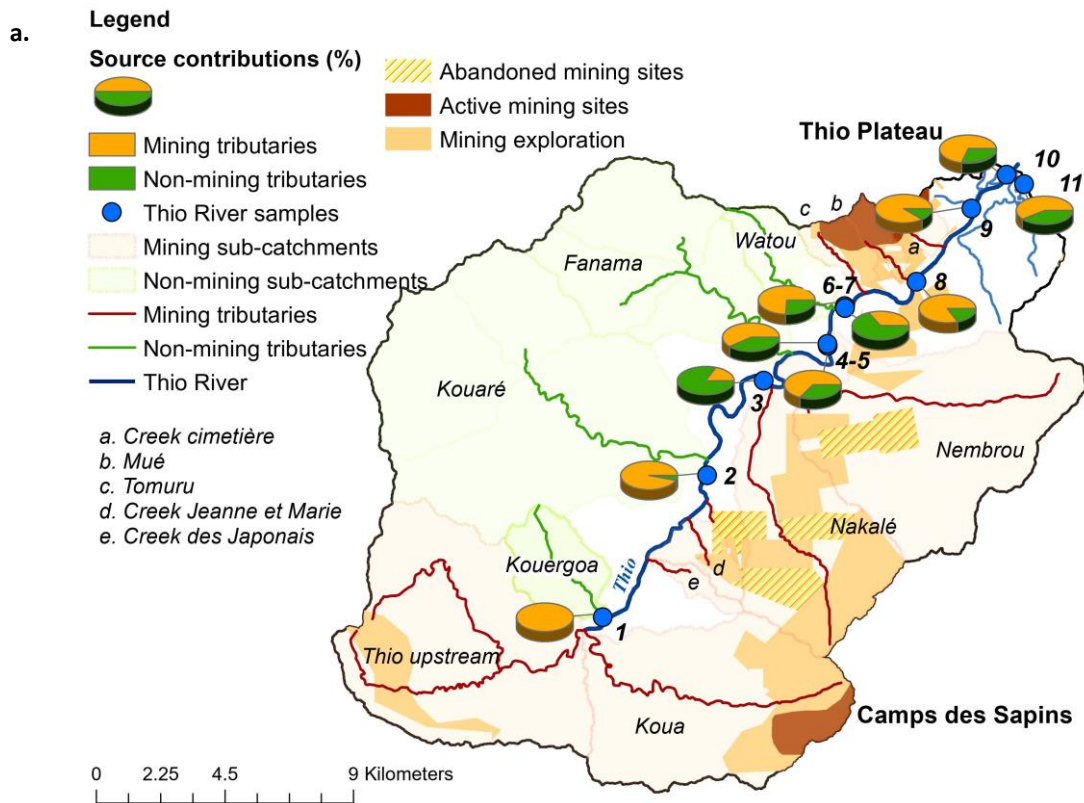 a.
Legend
Source contributions (%)
Mining tributaries
Non-mining tributaries
Thio River samples
Mining sub-catchments
Non-mining sub-catchments
Mining tributaries
Non-mining tributaries
Thio River
Abandoned mining sites
Active mining sites
Mining exploration
a. Creek cimetière
b. Mué
c. Tomuru
d. Creek Jeanne et Marie
e. Creek des Japonais
Thio Plateau
10
11
c
b
9
a
Watou
Fanama
6-7
8
4-5
Kouaré
3
Nembrou
2
Nakalé
Kouergoa
Thio
d
e
1
Thio upstream
Koua
Camps des Sapins
0 2.25 4.5 9 Kilometers